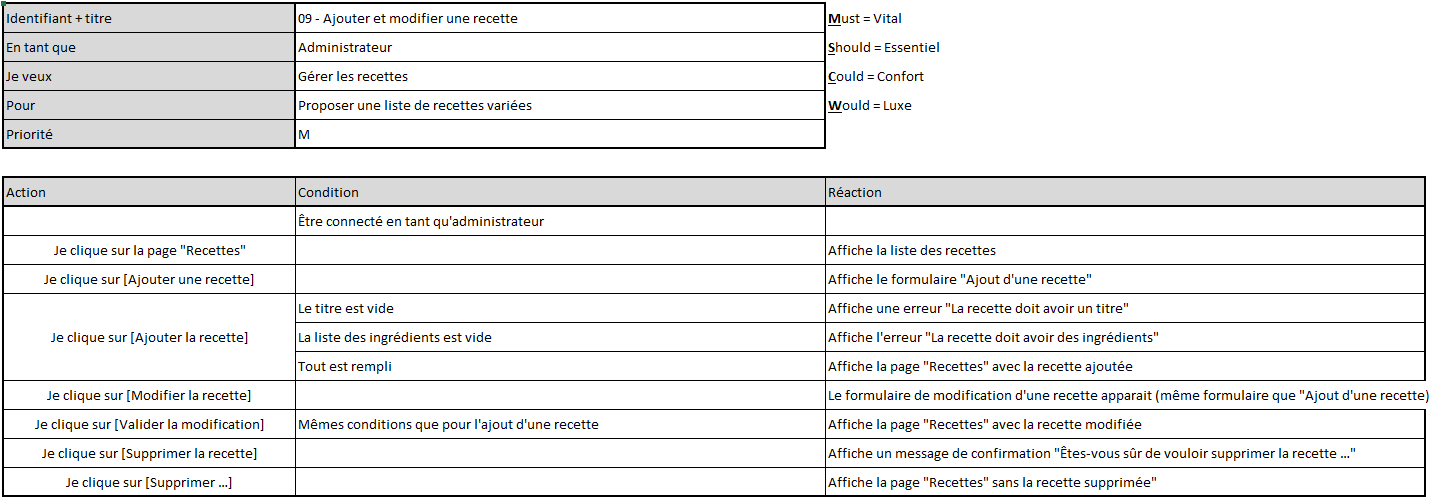 Identifiant + titre 09 - Ajouter et modifier une recette Must = Vital
En tant que Administrateur Should = Essentiel
Je veux Gérer les recettes Could = Confort
Pour Proposer une liste de recettes variées Would = Luxe
Priorité M
Action Condition Réaction
Être connecté en tant qu'administrateur
Je clique sur la page "Recettes" Affiche la liste des recettes
Je clique sur [Ajouter une recette] Affiche le formulaire "Ajout d'une recette"
Le titre est vide Affiche une erreur "La recette doit avoir un titre"
Je clique sur [Ajouter la recette] La liste des ingrédients est vide Affiche l'erreur "La recette doit avoir des ingrédients"
Tout est rempli Affiche la page "Recettes" avec la recette ajoutée
Je clique sur [Modifier la recette] Le formulaire de modification d'une recette apparait (même formulaire que "Ajout d'une recette)
Je clique sur [Valider la modification] Mêmes conditions que pour l'ajout d'une recette Affiche la page "Recettes" avec la recette modifiée
Je clique sur [Supprimer la recette] Affiche un message de confirmation "Êtes-vous sûr de vouloir supprimer la recette ..."
Je clique sur [Supprimer ...] Affiche la page "Recettes" sans la recette supprimée"